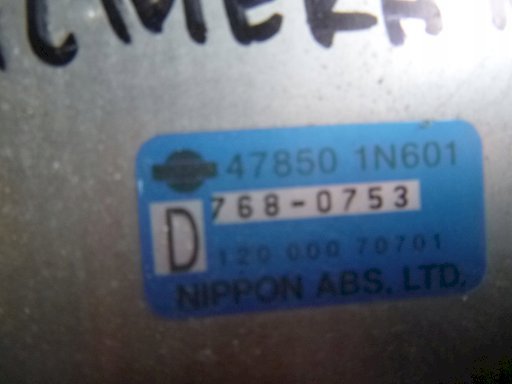 47850 1N601
768-0753
D
120 000 70701
NIPPON ABS, LTD.